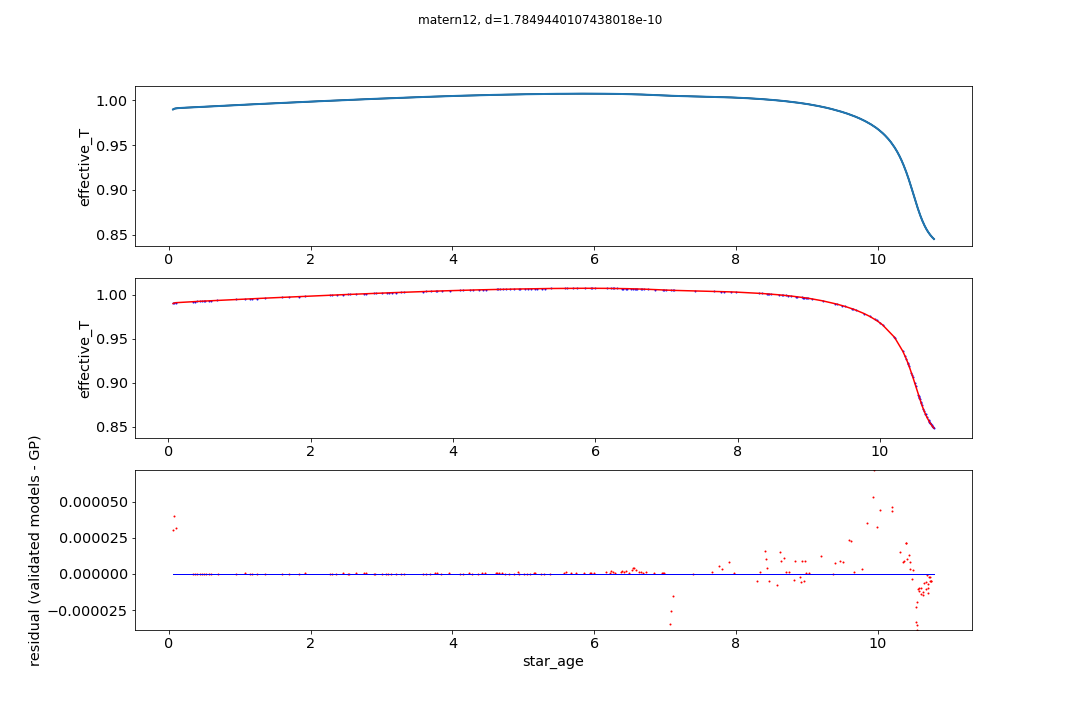 matern12, d=1.7849440107438018e-10
1.00
0.95
0.90
0.85
effective_T
0 2 4 6 8 10
1.00
0.95
0.90
0.85
effective_T
0 2 4 6 8 10
0.000050
0.000025
0.000000
−0.000025
residual (validated models - GP)
0 2 4 6 8 10
star_age